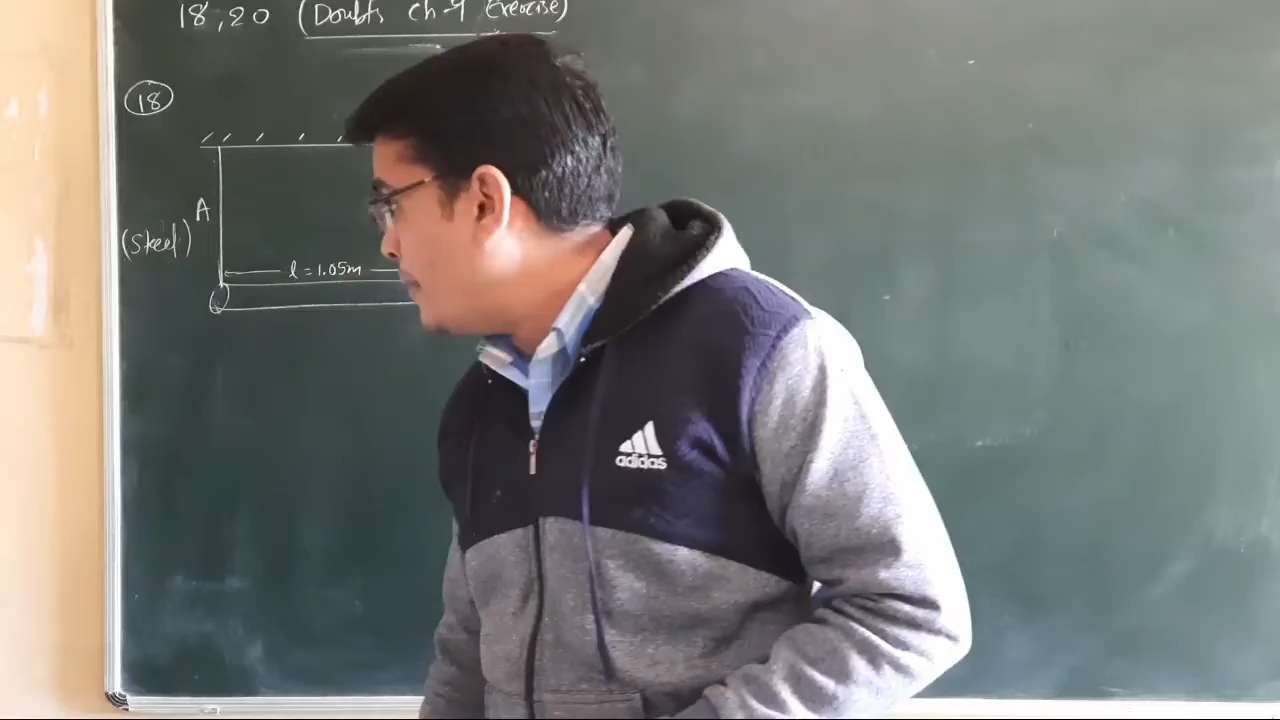 18,20 (Doubts ch-9 Exercise)
18
A
(Steel)
l = 1.05m
adidas